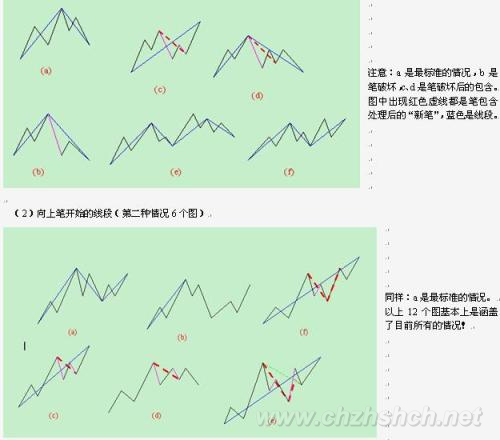 (a)
(c)
(d)
注意：a 是最标准的情况，b 是
笔破坏，c、d 是笔破坏后的包含。
图中出现红色虚线都是笔包含
处理后的“新笔”，蓝色是线段。
(b)
(e)
(f)
（2）向上笔开始的线段（第二种情况 6 个图）
(a)
(b)
(f)
同样：a 是最标准的情况。
以上 12 个图基本上是涵盖
了目前所有的情况！
(c)
(d)
(e)
www.chzhshch.net